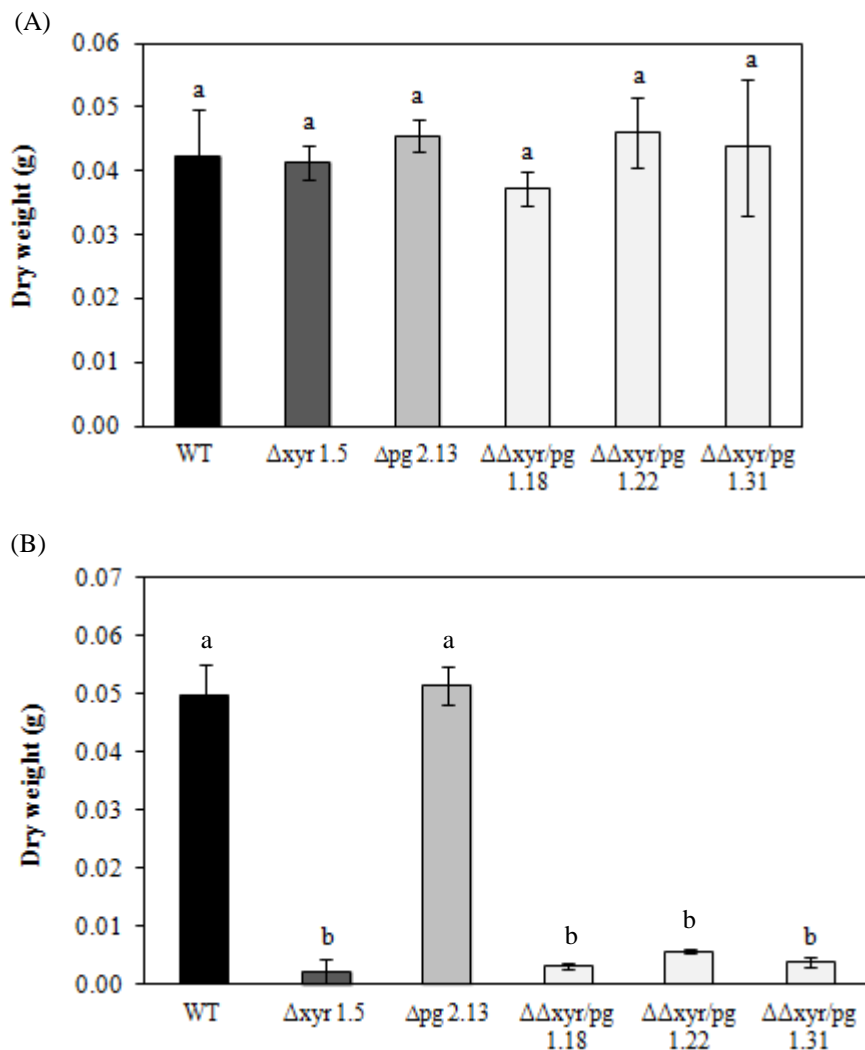 (A)
Dry weight (g)
0.06
0.05
0.04
0.03
0.02
0.01
0.00
a
a
a
a
a
a
WT
Δxyr 1.5
Δpg 2.13
ΔΔxyr/pg
1.18
ΔΔxyr/pg
1.22
ΔΔxyr/pg
1.31
(B)
Dry weight (g)
0.07
0.06
0.05
0.04
0.03
0.02
0.01
0.00
a
b
a
b
b
b
WT
Δxyr 1.5
Δpg 2.13
ΔΔxyr/pg
1.18
ΔΔxyr/pg
1.22
ΔΔxyr/pg
1.31